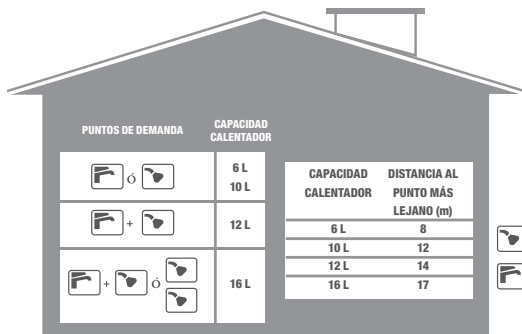 PUNTOS DE DEMANDA
CAPACIDAD
CALENTADOR
Ó
6 L
10 L
+
12 L
+ Ó
16 L
CAPACIDAD
CALENTADOR
DISTANCIA AL
PUNTO MÁS
LEJANO (m)
6 L 8
10 L 12
12 L 14
16 L 17